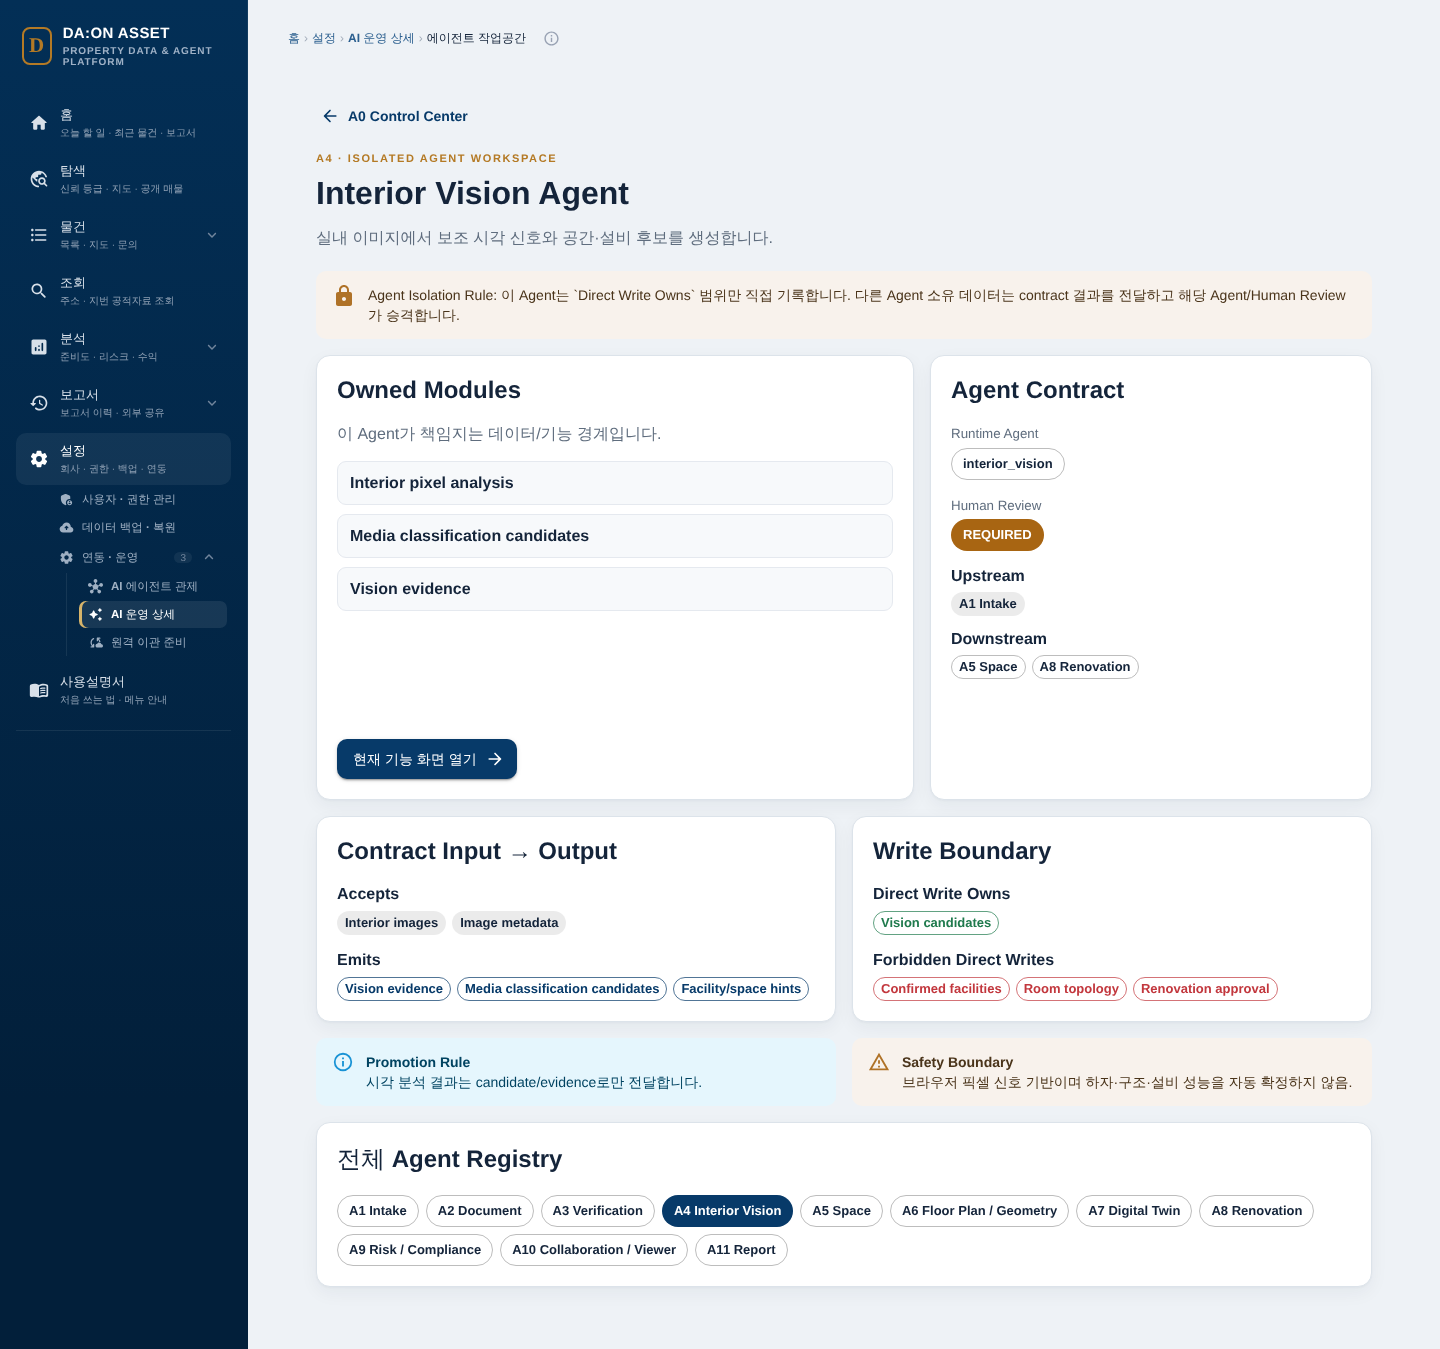 D
DA:ON ASSET
PROPERTY DATA & AGENT
PLATFORM
홈
오늘 할 일 · 최근 물건 · 보고서
탐색
신뢰 등급 · 지도 · 공개 매물
물건
목록 · 지도 · 문의
조회
주소 · 지번 공적자료 조회
분석
준비도 · 리스크 · 수익
보고서
보고서 이력 · 외부 공유
설정
회사 · 권한 · 백업 · 연동
사용자 · 권한 관리
데이터 백업 · 복원
연동 · 운영 3
AI 에이전트 관제
AI 운영 상세
원격 이관 준비
사용설명서
처음 쓰는 법 · 메뉴 안내
홈 › 설정 › AI 운영 상세 › 에이전트 작업공간
A0 Control Center
A4 · ISOLATED AGENT WORKSPACE
Interior Vision Agent
실내 이미지에서 보조 시각 신호와 공간·설비 후보를 생성합니다.
Agent Isolation Rule: 이 Agent는 `Direct Write Owns` 범위만 직접 기록합니다. 다른 Agent 소유 데이터는 contract 결과를 전달하고 해당 Agent/Human Review
가 승격합니다.
Owned Modules
이 Agent가 책임지는 데이터/기능 경계입니다.
Interior pixel analysis
Media classification candidates
Vision evidence
현재 기능 화면 열기 →
Agent Contract
Runtime Agent
interior_vision
Human Review
REQUIRED
Upstream
A1 Intake
Downstream
A5 Space A8 Renovation
Contract Input → Output
Accepts
Interior images Image metadata
Emits
Vision evidence Media classification candidates Facility/space hints
Write Boundary
Direct Write Owns
Vision candidates
Forbidden Direct Writes
Confirmed facilities Room topology Renovation approval
Promotion Rule
시각 분석 결과는 candidate/evidence로만 전달합니다.
Safety Boundary
브라우저 픽셀 신호 기반이며 하자·구조·설비 성능을 자동 확정하지 않음.
전체 Agent Registry
A1 Intake A2 Document A3 Verification A4 Interior Vision A5 Space A6 Floor Plan / Geometry A7 Digital Twin A8 Renovation
A9 Risk / Compliance A10 Collaboration / Viewer A11 Report